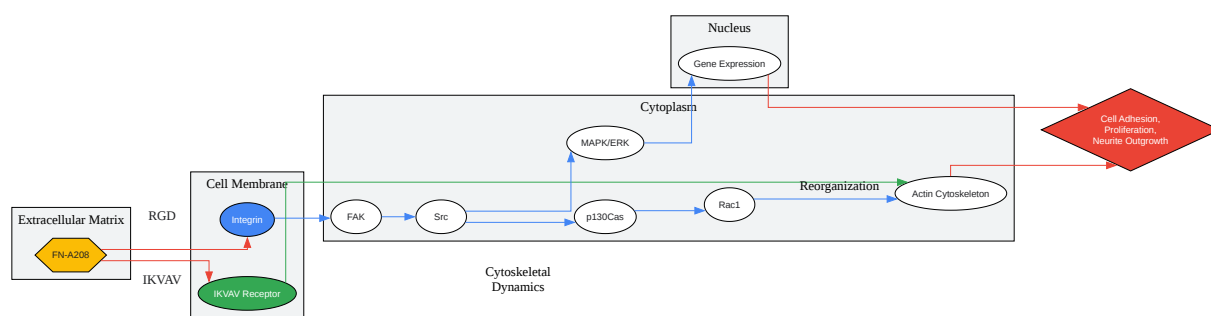 Nucleus
Gene Expression
Cytoplasm
Cell Adhesion,
Proliferation,
Neurite Outgrowth
MAPK/ERK
Cell Membrane
Reorganization
Actin Cytoskeleton
Extracellular Matrix
RGD
Integrin
FAK
Src
p130Cas
Rac1
FN-A208
IKVAV
IKVAV Receptor
Cytoskeletal
Dynamics